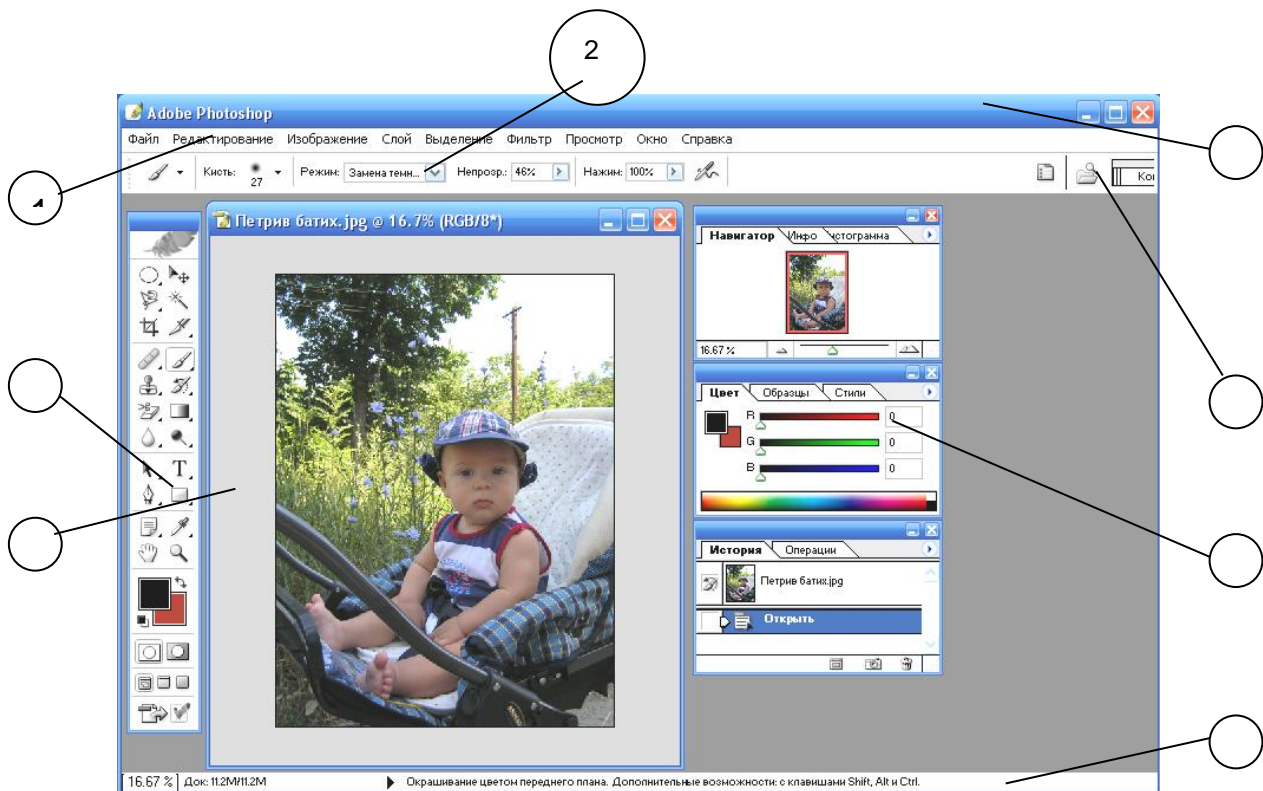 2
Adobe Photoshop
Файл Редактирование Изображение Слой Выделение Фильтр Просмотр Окно Справка
Кисть: 27 Режим: Замена темн... Непрозр.: 46% Нажим: 100%
Петрив батих.jpg @ 16.7% (RGB/8*)
Навигатор Инфо истограмма
16.67 %
Цвет Образцы Стили
R 0
G 0
B 0
История Операции
Петрив батих.jpg
Открыть
16.67 % Док: 11.2M/11.2M Окрашивание цветом переднего плана. Дополнительные возможности: с клавишами Shift, Alt и Ctrl.